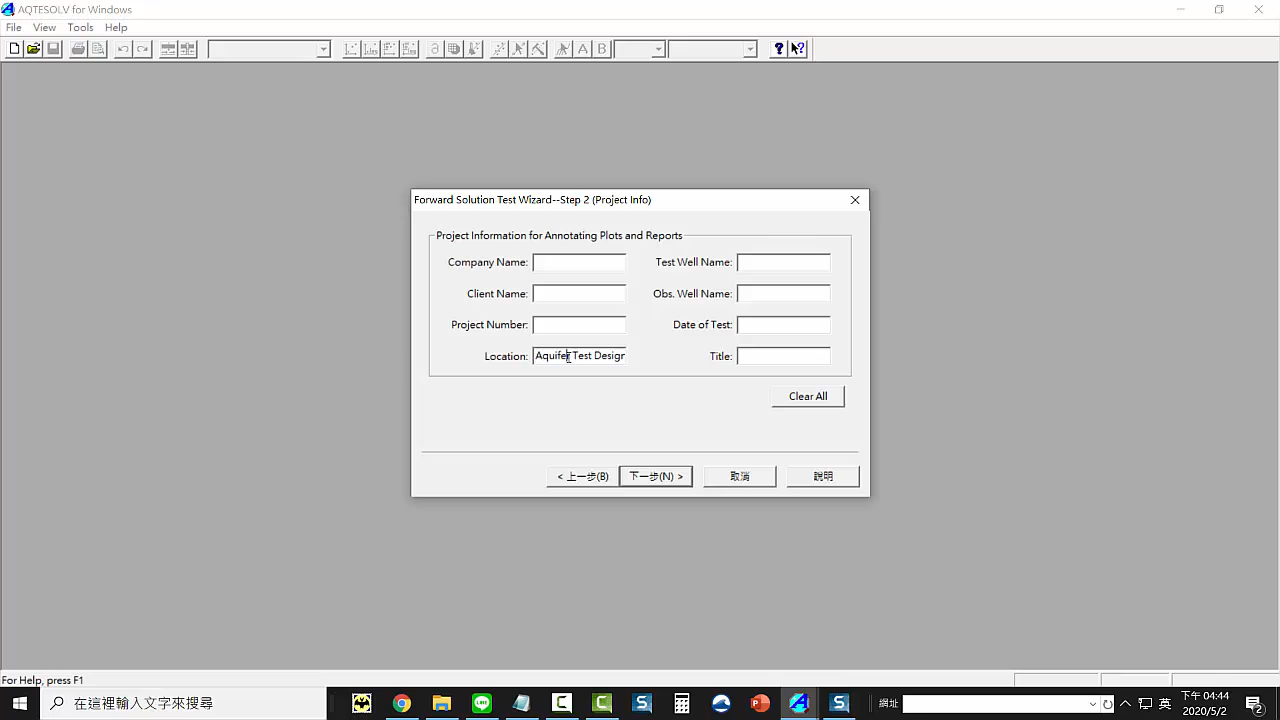 AQTESOLV for Windows
File View Tools Help
Forward Solution Test Wizard--Step 2 (Project Info)
Project Information for Annotating Plots and Reports
Company Name:
Test Well Name:
Client Name:
Obs. Well Name:
Project Number:
Date of Test:
Location: Aquifer Test Design
Title:
Clear All
< 上一步(B) 下一步(N) > 取消 說明
For Help, press F1
在這裡輸入文字來搜尋
網址
英
下午 04:44
2020/5/2
2